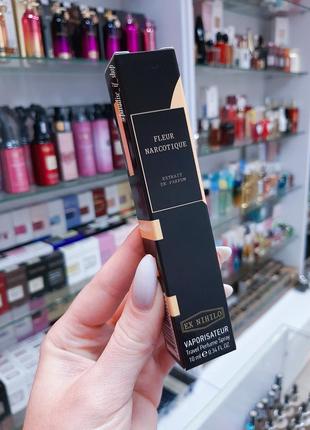 FLEUR
NARCOTIQUE
EXTRAIT
DE PARFUM
EX NIHILO
VAPORISATEUR
Travel Perfume Spray
10 ml ℮ 0.34 FL.OZ